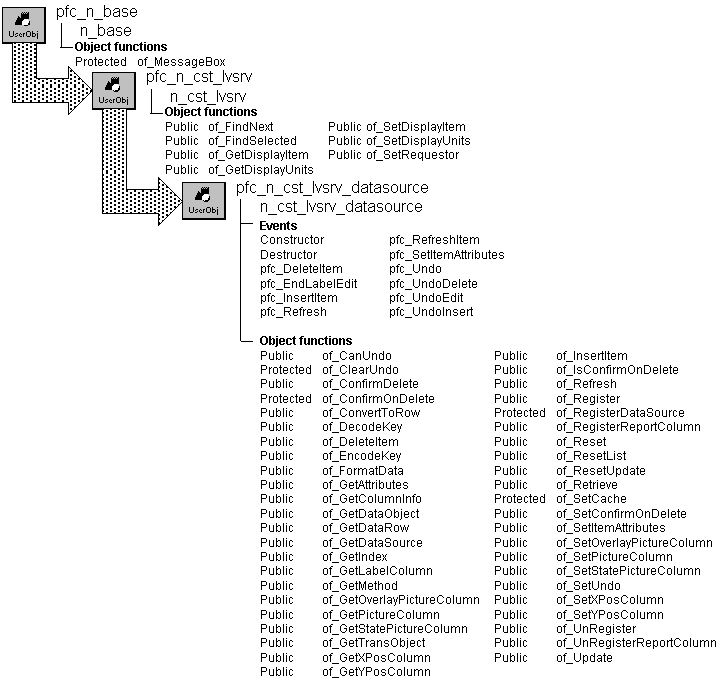 pfc_n_base
n_base
UserObj
Object functions
Protected of_MessageBox
pfc_n_cst_lvsrv
n_cst_lvsrv
UserObj
Object functions
Public of_FindNext Public of_SetDisplayItem
Public of_FindSelected Public of_SetDisplayUnits
Public of_GetDisplayItem Public of_SetRequestor
Public of_GetDisplayUnits
pfc_n_cst_lvsrv_datasource
n_cst_lvsrv_datasource
UserObj
Events
Constructor pfc_RefreshItem
Destructor pfc_SetItemAttributes
pfc_DeleteItem pfc_Undo
pfc_EndLabelEdit pfc_UndoDelete
pfc_InsertItem pfc_UndoEdit
pfc_Refresh pfc_UndoInsert
Object functions
Public of_CanUndo Public of_InsertItem
Protected of_ClearUndo Public of_IsConfirmOnDelete
Public of_ConfirmDelete Public of_Refresh
Protected of_ConfirmOnDelete Public of_Register
Public of_ConvertToRow Protected of_RegisterDataSource
Public of_DecodeKey Public of_RegisterReportColumn
Public of_DeleteItem Public of_Reset
Public of_EncodeKey Public of_ResetList
Public of_FormatData Public of_ResetUpdate
Public of_GetAttributes Public of_Retrieve
Public of_GetColumnInfo Protected of_SetCache
Public of_GetDataObject Public of_SetConfirmOnDelete
Public of_GetDataRow Public of_SetItemAttributes
Public of_GetDataSource Public of_SetOverlayPictureColumn
Public of_GetIndex Public of_SetPictureColumn
Public of_GetLabelColumn Public of_SetStatePictureColumn
Public of_GetMethod Public of_SetUndo
Public of_GetOverlayPictureColumn Public of_SetXPosColumn
Public of_GetPictureColumn Public of_SetYPosColumn
Public of_GetStatePictureColumn Public of_UnRegister
Public of_GetTransObject Public of_UnRegisterReportColumn
Public of_GetXPosColumn Public of_Update
Public of_GetYPosColumn